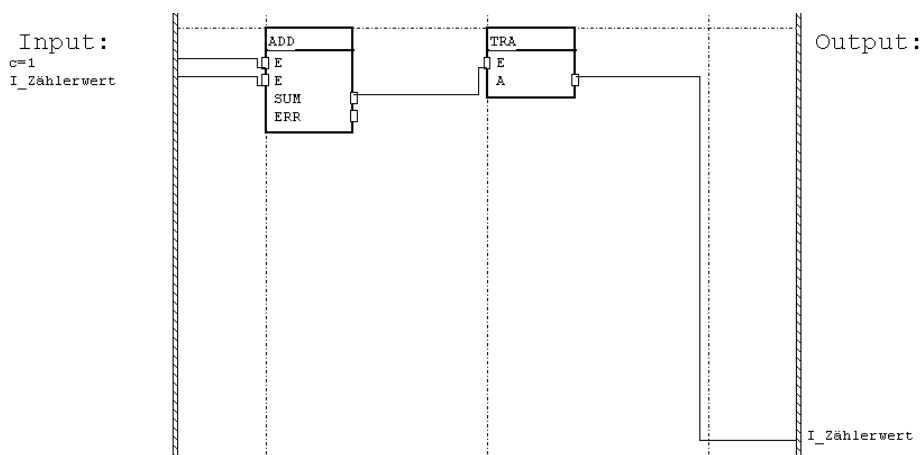 Input:
c=1
I_Zählerwert
ADD
E
E
SUM
ERR
TRA
E
A
Output:
I_Zählerwert